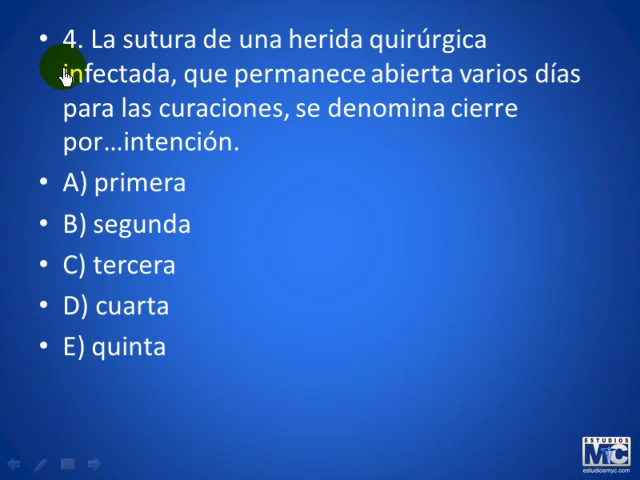 • 4. La sutura de una herida quirúrgica
infectada, que permanece abierta varios días
para las curaciones, se denomina cierre
por...intención.
• A) primera
• B) segunda
• C) tercera
• D) cuarta
• E) quinta
ESTUDIOS
MYC
estudiosmyc.com